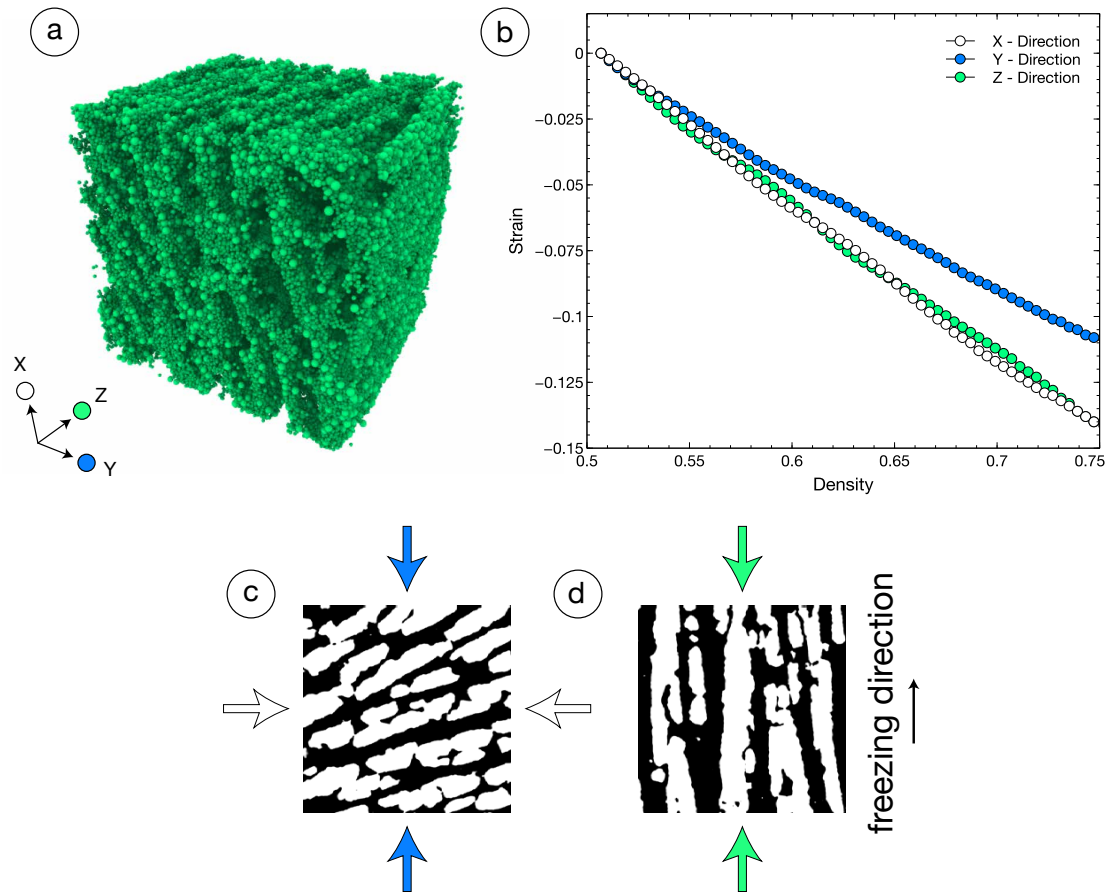 a
X
Z
Y
b
X - Direction
Y - Direction
Z - Direction
0
−0.025
−0.05
−0.075
−0.1
−0.125
−0.15
Strain
0.5
0.55
0.6
0.65
0.7
0.75
Density
c
d
freezing direction